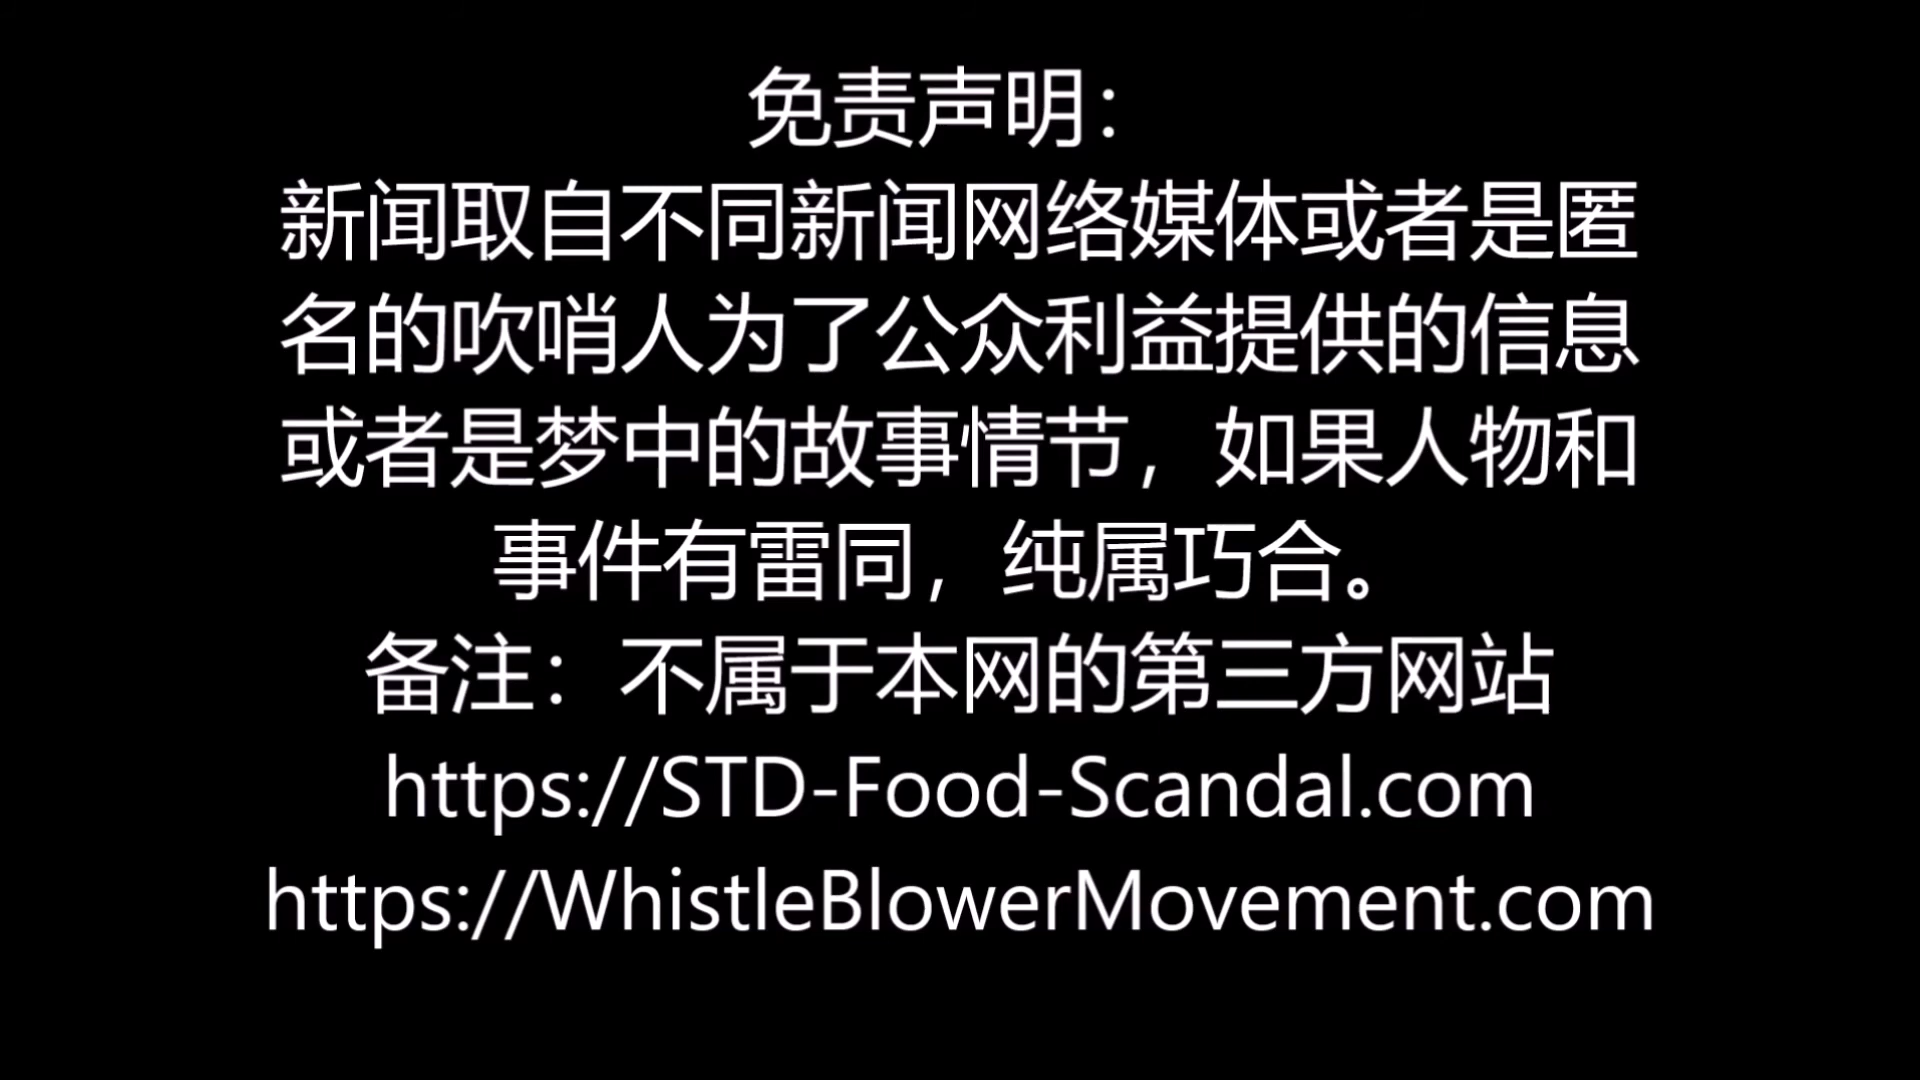 免责声明：
新闻取自不同新闻网络媒体或者是匿
名的吹哨人为了公众利益提供的信息
或者是梦中的故事情节，如果人物和
事件有雷同，纯属巧合。
备注：不属于本网的第三方网站
https://STD-Food-Scandal.com
https://WhistleBlowerMovement.com